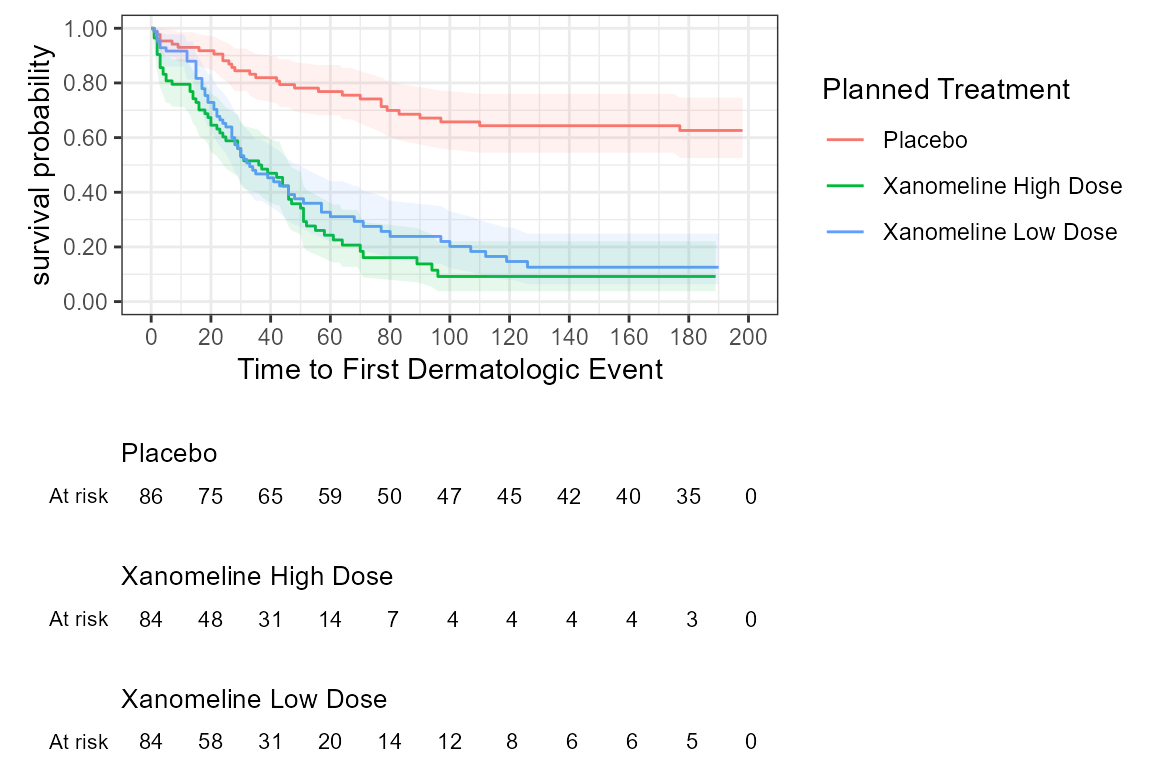 survival probability
1.00
0.80
0.60
0.40
0.20
0.00
0 20 40 60 80 100 120 140 160 180 200
Time to First Dermatologic Event
Planned Treatment
Placebo
Xanomeline High Dose
Xanomeline Low Dose
Placebo
At risk 86 75 65 59 50 47 45 42 40 35 0
Xanomeline High Dose
At risk 84 48 31 14 7 4 4 4 4 3 0
Xanomeline Low Dose
At risk 84 58 31 20 14 12 8 6 6 5 0